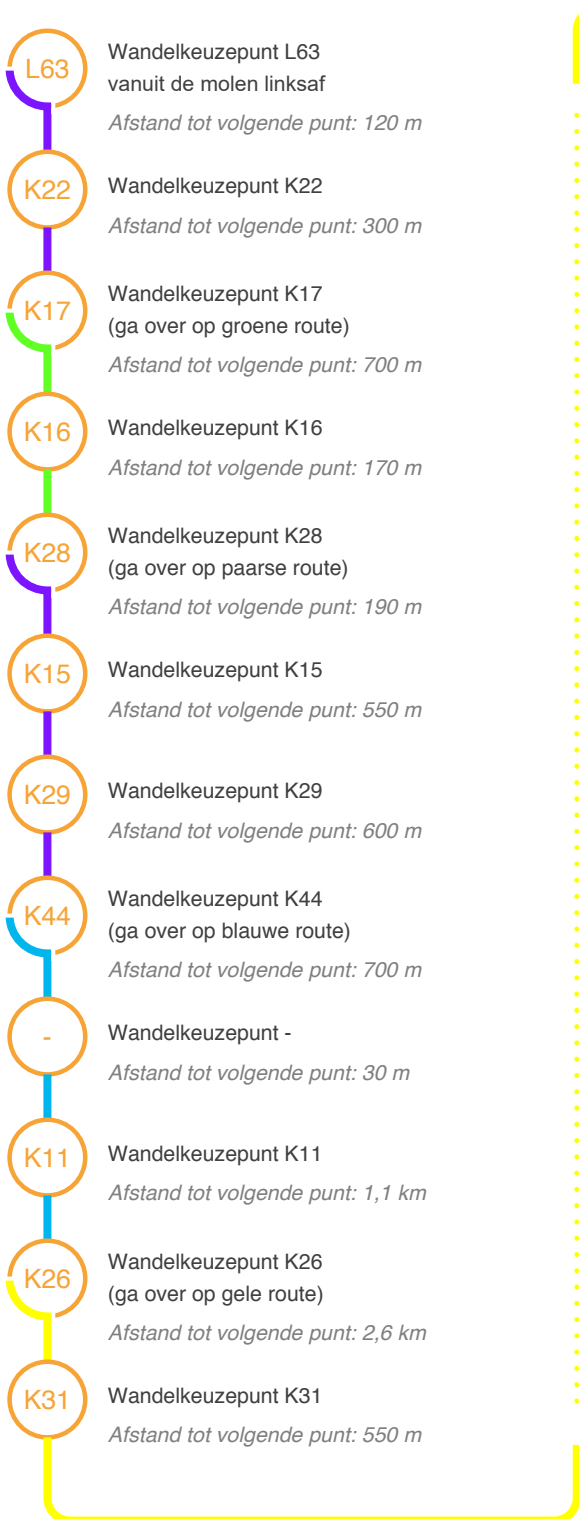 L63
Wandelkeuzepunt L63
vanuit de molen linksaf
Afstand tot volgende punt: 120 m
K22
Wandelkeuzepunt K22
Afstand tot volgende punt: 300 m
K17
Wandelkeuzepunt K17
(ga over op groene route)
Afstand tot volgende punt: 700 m
K16
Wandelkeuzepunt K16
Afstand tot volgende punt: 170 m
K28
Wandelkeuzepunt K28
(ga over op paarse route)
Afstand tot volgende punt: 190 m
K15
Wandelkeuzepunt K15
Afstand tot volgende punt: 550 m
K29
Wandelkeuzepunt K29
Afstand tot volgende punt: 600 m
K44
Wandelkeuzepunt K44
(ga over op blauwe route)
Afstand tot volgende punt: 700 m
-
Wandelkeuzepunt -
Afstand tot volgende punt: 30 m
K11
Wandelkeuzepunt K11
Afstand tot volgende punt: 1,1 km
K26
Wandelkeuzepunt K26
(ga over op gele route)
Afstand tot volgende punt: 2,6 km
K31
Wandelkeuzepunt K31
Afstand tot volgende punt: 550 m